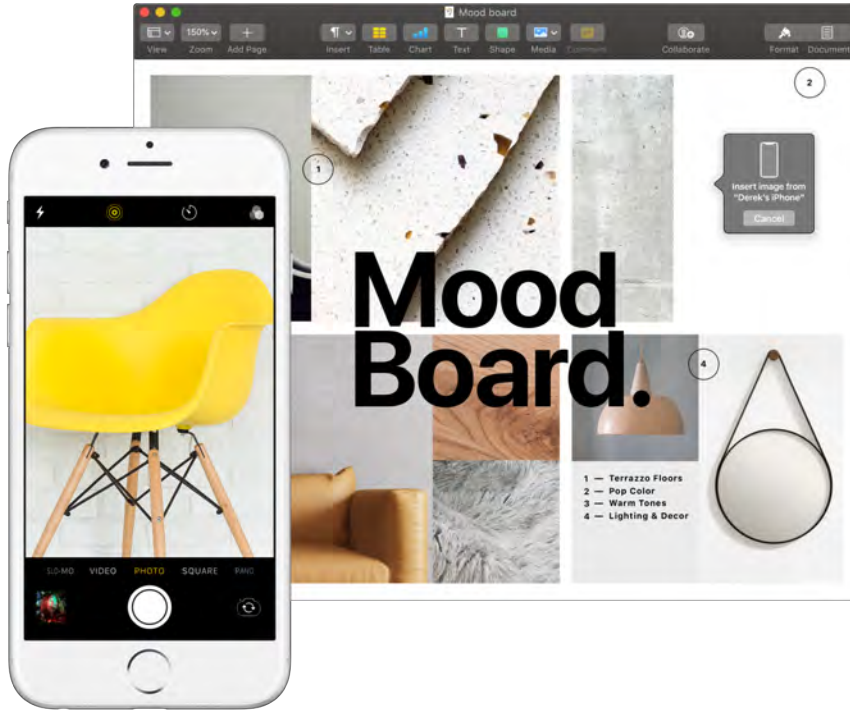 Mood board
150%
View
Zoom
Add Page
Insert
Table
Chart
Text
Shape
Media
Comment
Collaborate
Format
Document
2
1
Insert image from
"Derek's iPhone"
Cancel
Mood
Board.
4
1 — Terrazzo Floors
2 — Pop Color
3 — Warm Tones
4 — Lighting & Decor
SLO-MO
VIDEO
PHOTO
SQUARE
PANO